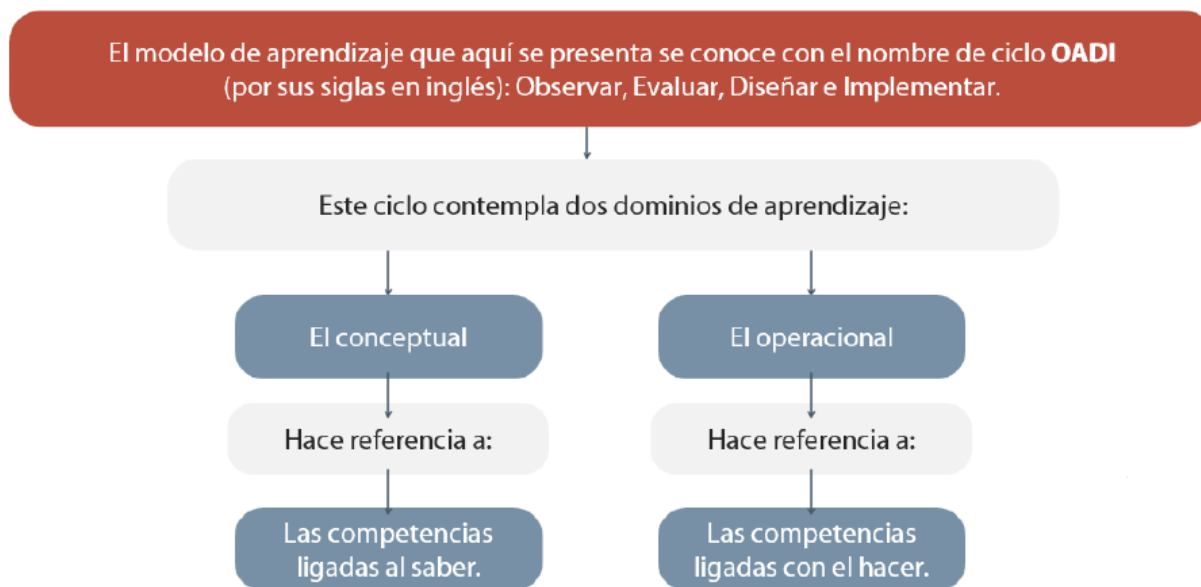 El modelo de aprendizaje que aquí se presenta se conoce con el nombre de ciclo OADI
(por sus siglas en inglés): Observar, Evaluar, Diseñar e Implementar.
Este ciclo contempla dos dominios de aprendizaje:
El conceptual
El operacional
Hace referencia a:
Hace referencia a:
Las competencias
ligadas al saber.
Las competencias
ligadas con el hacer.